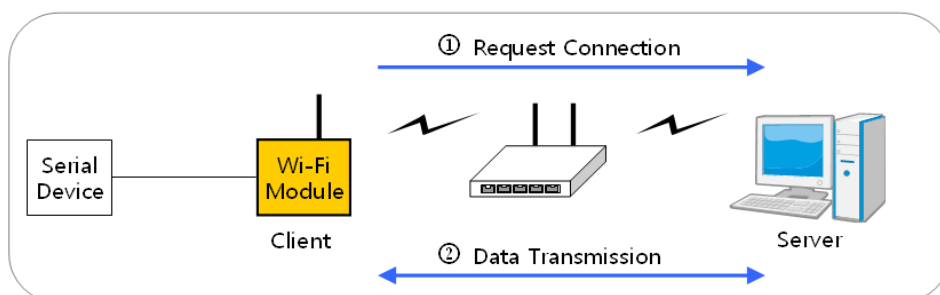 ① Request Connection
Serial
Device
Wi-Fi
Module
Client
Server
② Data Transmission